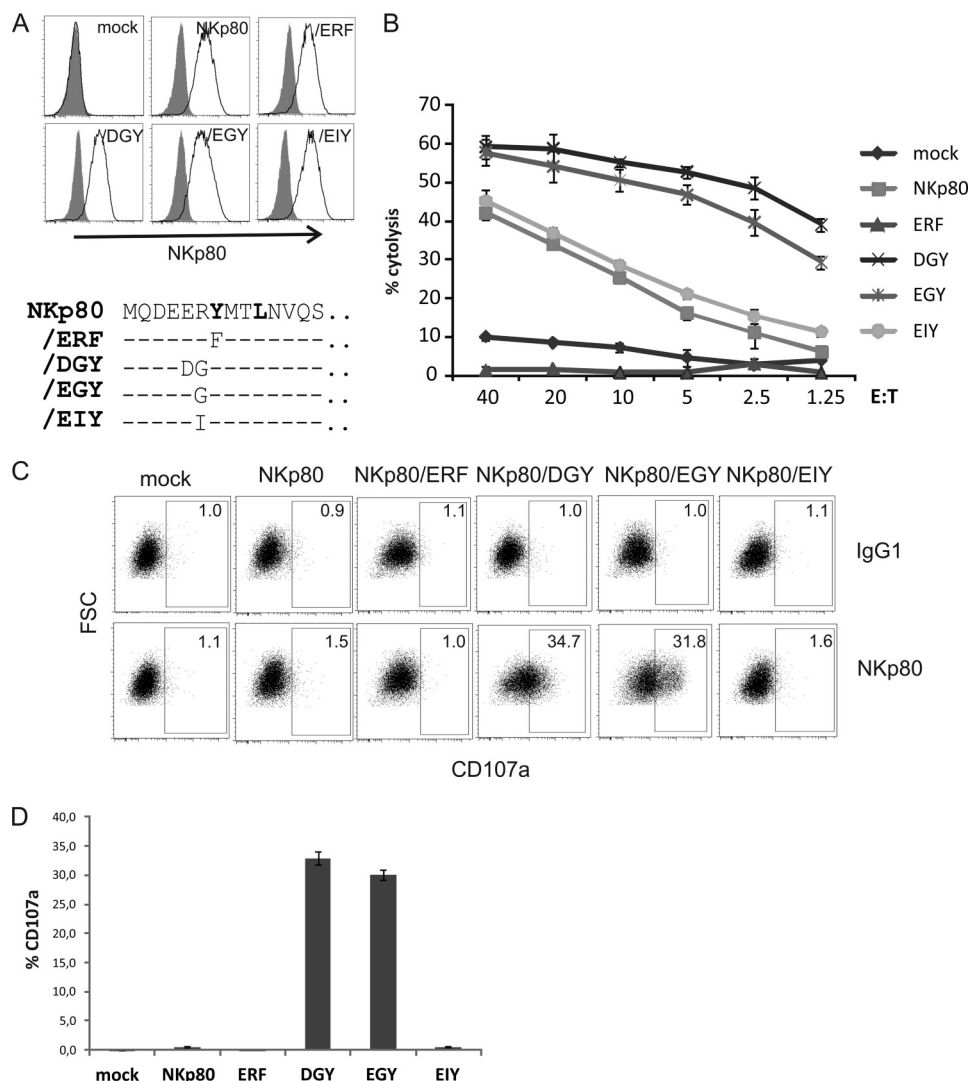 A
mock
NKp80
/ERF
/DGY
/EGY
/EIY
NKp80
NKp80 MQDEERYMTLNVQS..
/ERF ------F-------..
/DGY ----DG--------..
/EGY -----G--------..
/EIY -----I--------..
B
% cytolysis
70
60
50
40
30
20
10
0
40 20 10 5 2.5 1.25 E:T
mock
NKp80
ERF
DGY
EGY
EIY
C
mock NKp80 NKp80/ERF NKp80/DGY NKp80/EGY NKp80/EIY
1.0 0.9 1.1 1.0 1.0 1.1
IgG1
FSC
1.1 1.5 1.0 34.7 31.8 1.6
NKp80
CD107a
D
% CD107a
40,0
35,0
30,0
25,0
20,0
15,0
10,0
5,0
0,0
mock NKp80 ERF DGY EGY EIY